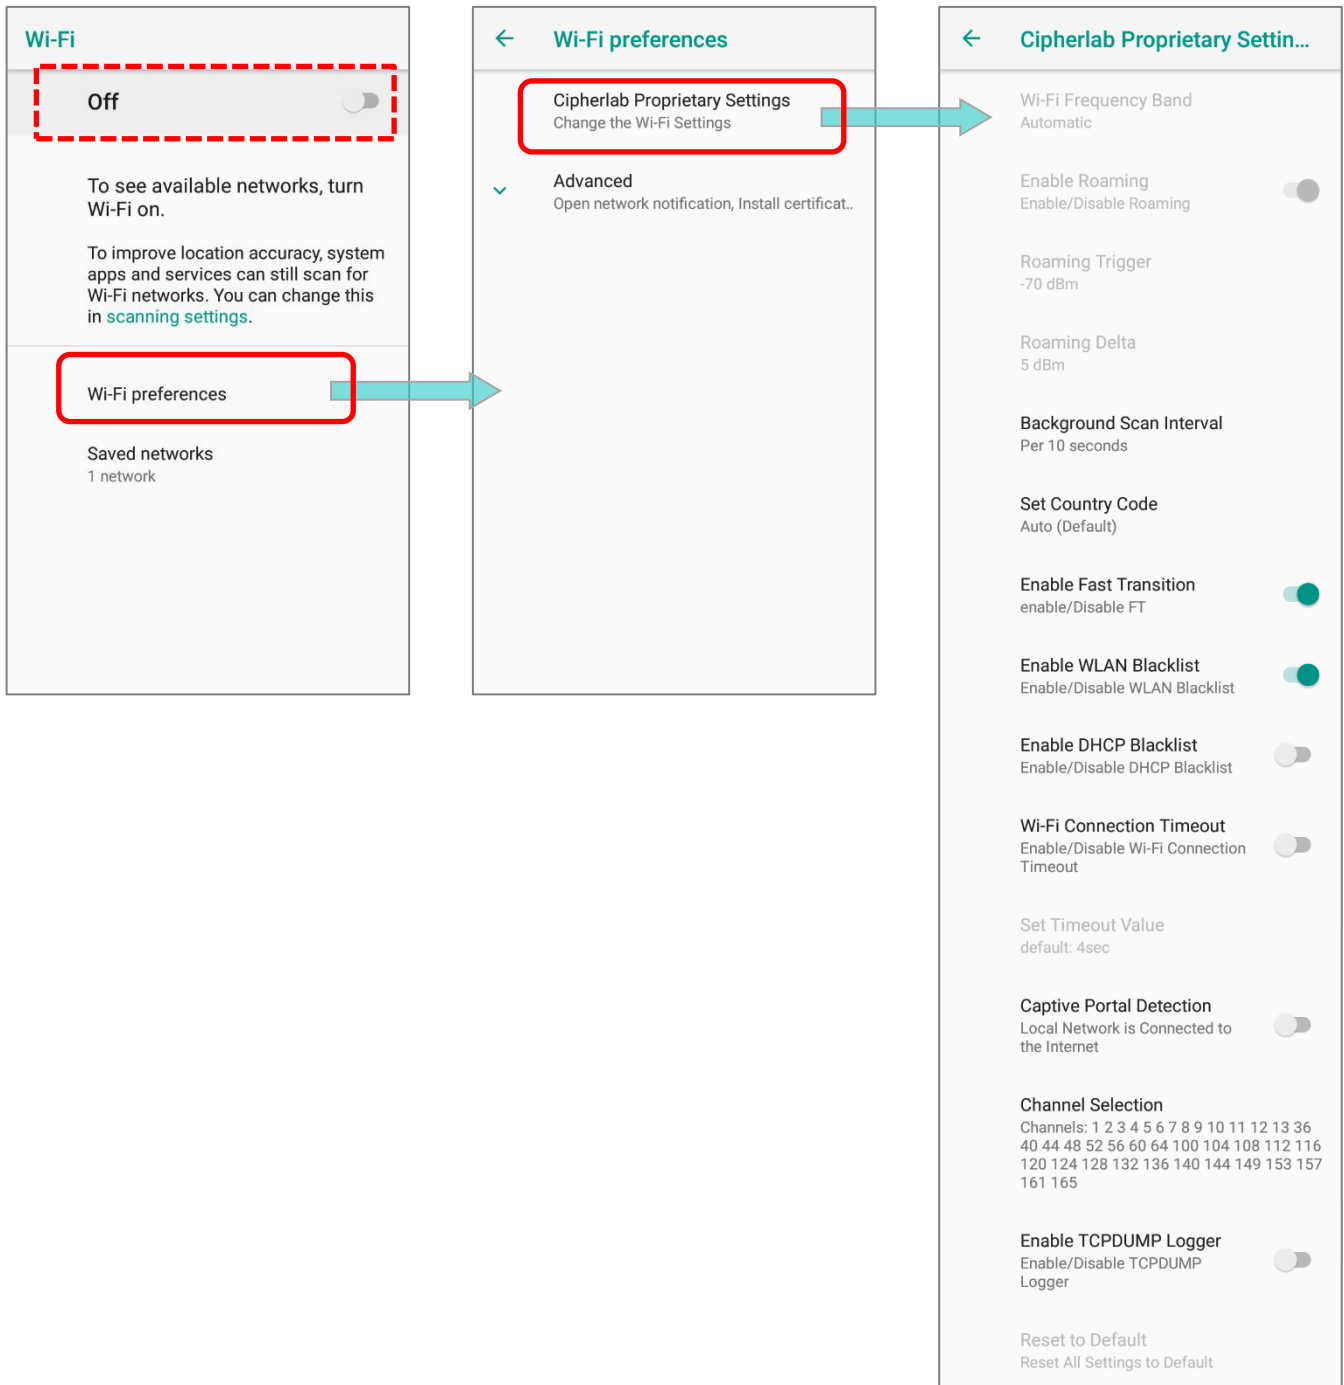 Wi-Fi
Off
To see available networks, turn
Wi-Fi on.
To improve location accuracy, system
apps and services can still scan for
Wi-Fi networks. You can change this
in scanning settings.
Wi-Fi preferences
Saved networks
1 network
Wi-Fi preferences
Cipherlab Proprietary Settings
Change the Wi-Fi Settings
Advanced
Open network notification, Install certificat..
Cipherlab Proprietary Settin...
Wi-Fi Frequency Band
Automatic
Enable Roaming
Enable/Disable Roaming
Roaming Trigger
-70 dBm
Roaming Delta
5 dBm
Background Scan Interval
Per 10 seconds
Set Country Code
Auto (Default)
Enable Fast Transition
enable/Disable FT
Enable WLAN Blacklist
Enable/Disable WLAN Blacklist
Enable DHCP Blacklist
Enable/Disable DHCP Blacklist
Wi-Fi Connection Timeout
Enable/Disable Wi-Fi Connection
Timeout
Set Timeout Value
default: 4sec
Captive Portal Detection
Local Network is Connected to
the Internet
Channel Selection
Channels: 1 2 3 4 5 6 7 8 9 10 11 12 13 36
40 44 48 52 56 60 64 100 104 108 112 116
120 124 128 132 136 140 144 149 153 157
161 165
Enable TCPDUMP Logger
Enable/Disable TCPDUMP
Logger
Reset to Default
Reset All Settings to Default